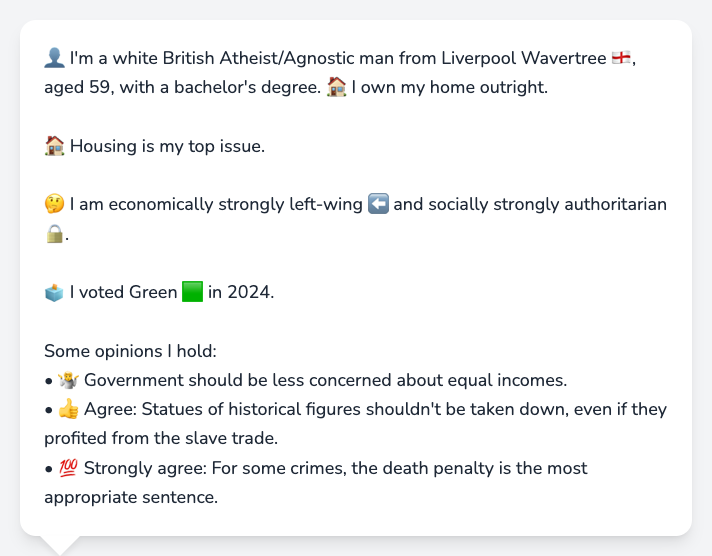 👤 I'm a white British Atheist/Agnostic man from Liverpool Wavertree 🏴󠁧󠁢󠁥󠁮󠁧󠁿,
aged 59, with a bachelor's degree. 🏠 I own my home outright.
🏠 Housing is my top issue.
🤔 I am economically strongly left-wing ⬅️ and socially strongly authoritarian
🔒.
🗳️ I voted Green 🟩 in 2024.
Some opinions I hold:
• 🤷 Government should be less concerned about equal incomes.
• 👍 Agree: Statues of historical figures shouldn't be taken down, even if they
profited from the slave trade.
• 💯 Strongly agree: For some crimes, the death penalty is the most
appropriate sentence.